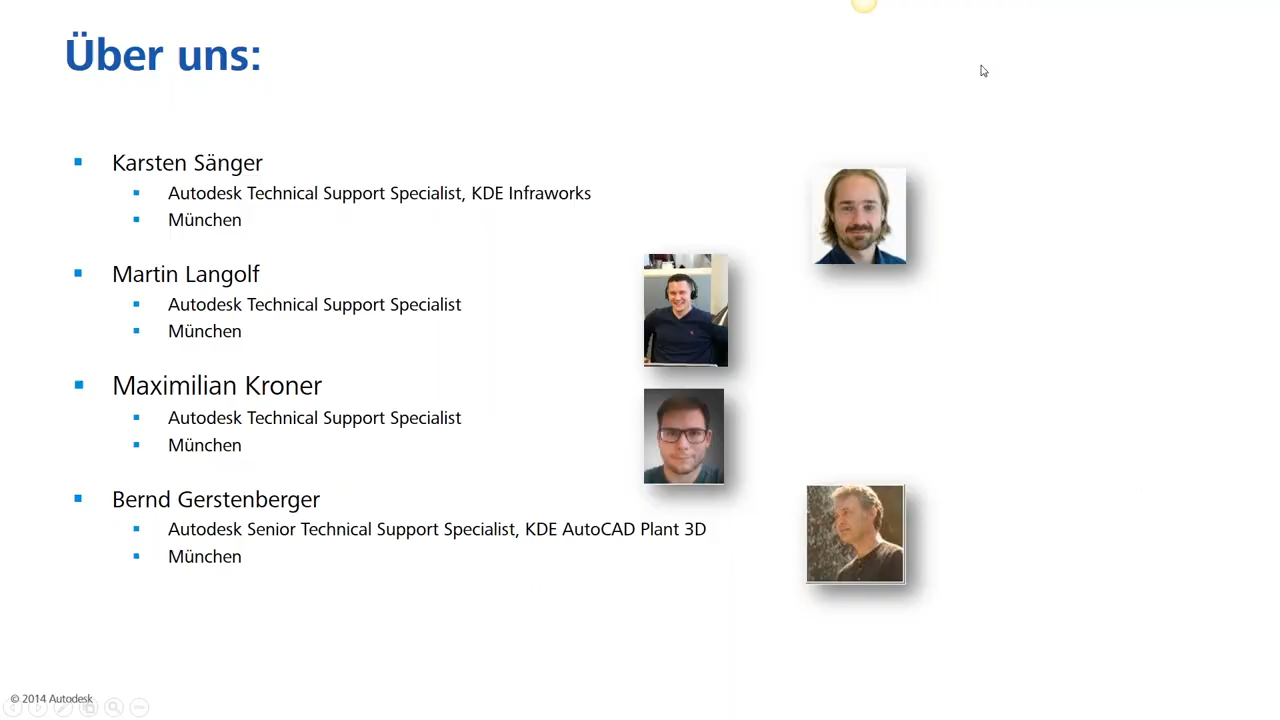 Über uns:
Karsten Sänger
Autodesk Technical Support Specialist, KDE Infraworks
München
Martin Langolf
Autodesk Technical Support Specialist
München
Maximilian Kroner
Autodesk Technical Support Specialist
München
Bernd Gerstenberger
Autodesk Senior Technical Support Specialist, KDE AutoCAD Plant 3D
München
© 2014 Autodesk